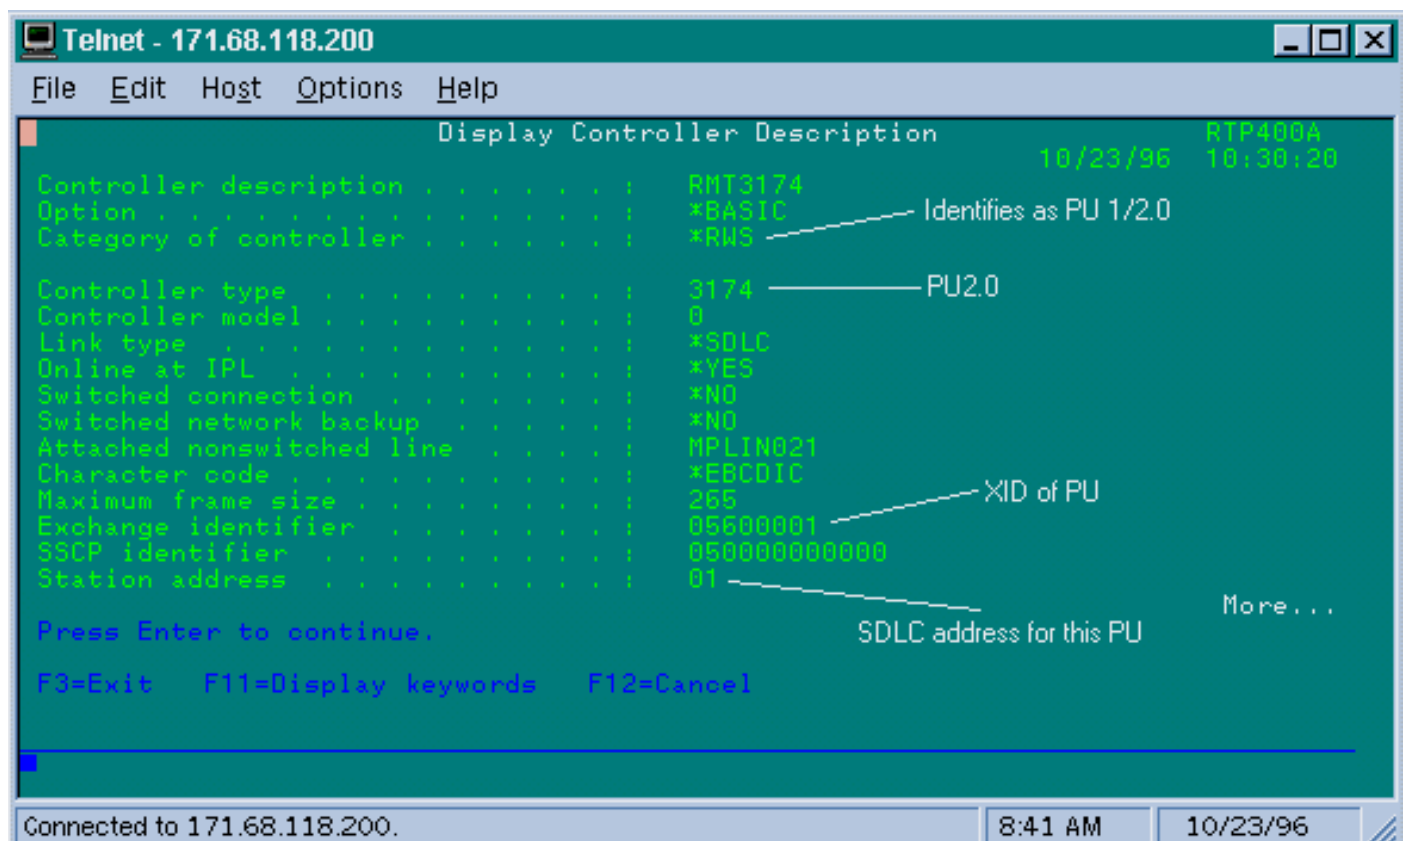 Telnet - 171.68.118.200
File Edit Host Options Help
Display Controller Description RTP400A
10/23/96 10:30:20
Controller description . . . . . . : RMT3174
Option . . . . . . . . . . . . . . : *BASIC
Identifies as PU 1/2.0
Category of controller . . . . . . : *RWS
Controller type . . . . . . . . . : 3174
PU2.0
Controller model . . . . . . . . . : 0
Link type . . . . . . . . . . . . : *SDLC
Online at IPL . . . . . . . . . . : *YES
Switched connection . . . . . . . : *NO
Switched network backup . . . . . : *NO
Attached nonswitched line . . . . : MPLIN021
Character code . . . . . . . . . . : *EBCDIC
Maximum frame size . . . . . . . . : 265
XID of PU
Exchange identifier . . . . . . . : 05600001
SSCP identifier . . . . . . . . . : 050000000000
Station address . . . . . . . . . : 01
More...
Press Enter to continue.
SDLC address for this PU
F3=Exit F11=Display keywords F12=Cancel
Connected to 171.68.118.200. 8:41 AM 10/23/96